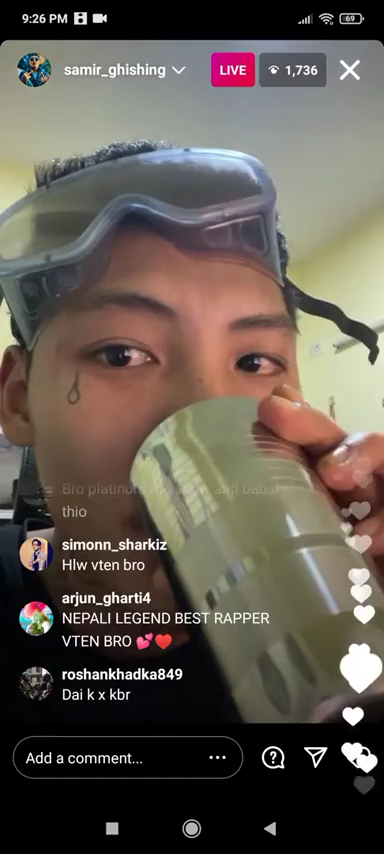 9:26 PM
69
samir_ghishing
LIVE
1,736
thio
simonn_sharkiz
Hlw vten bro
arjun_gharti4
NEPALI LEGEND BEST RAPPER
VTEN BRO 💕❤️
roshankhadka849
Dai k x kbr
Add a comment...